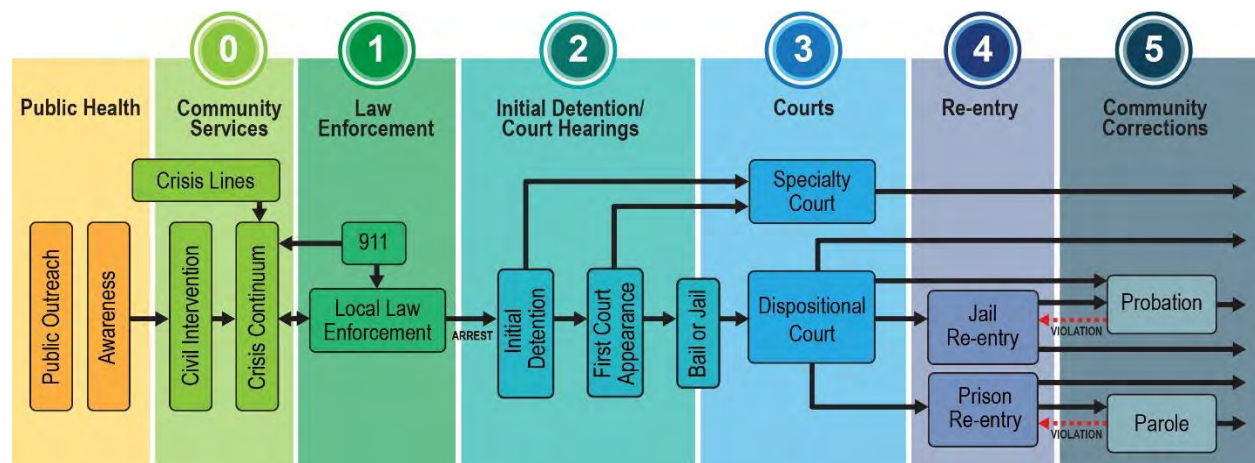 0
1
2
3
4
5
Public Health
Community
Services
Law
Enforcement
Initial Detention/
Court Hearings
Courts
Re-entry
Community
Corrections
Crisis Lines
Public Outreach
Awareness
Civil Intervention
Crisis Continuum
911
Local Law
Enforcement
ARREST
Initial
Detention
First Court
Appearance
Bail or Jail
Specialty
Court
Dispositional
Court
Jail
Re-entry
Prison
Re-entry
VIOLATION
Probation
VIOLATION
Parole